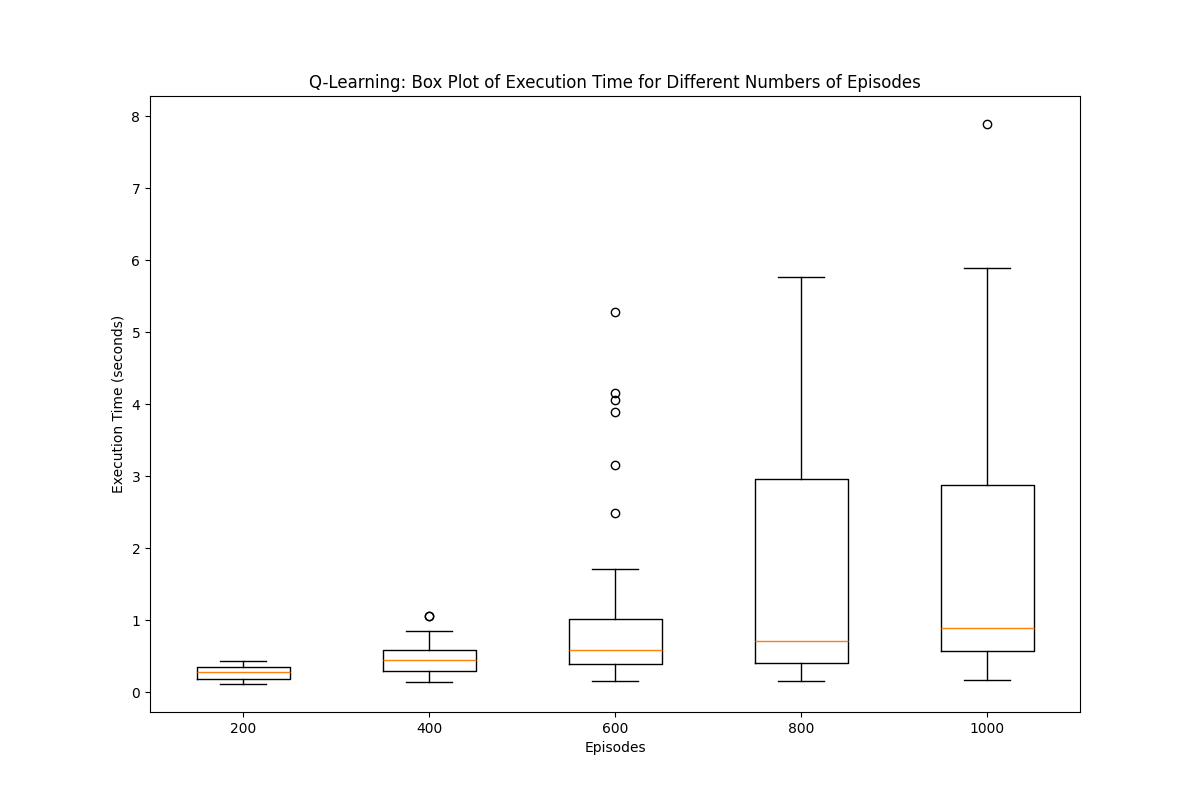 Q-Learning: Box Plot of Execution Time for Different Numbers of Episodes
Execution Time (seconds)
8
7
6
5
4
3
2
1
0
200 400 600 800 1000
Episodes